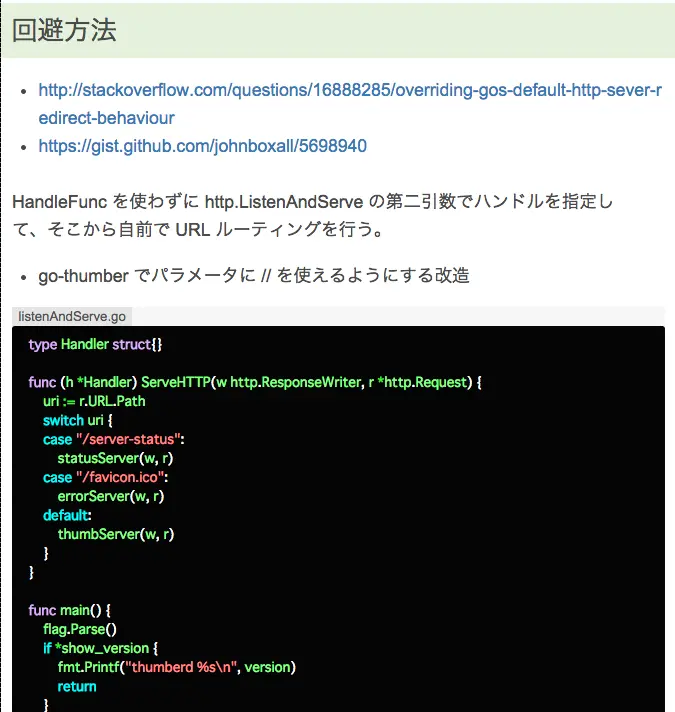 回避方法
• http://stackoverflow.com/questions/16888285/overriding-gos-default-http-sever-r
edirect-behaviour
• https://gist.github.com/johnboxall/5698940
HandleFunc を使わずに http.ListenAndServe の第二引数でハンドルを指定し
て、そこから自前で URL ルーティングを行う。
• go-thumber でパラメータに // を使えるようにする改造
listenAndServe.go
type Handler struct{}
func (h *Handler) ServeHTTP(w http.ResponseWriter, r *http.Request) {
    uri := r.URL.Path
    switch uri {
    case "/server-status":
        statusServer(w, r)
    case "/favicon.ico":
        errorServer(w, r)
    default:
        thumbServer(w, r)
    }
}
func main() {
    flag.Parse()
    if *show_version {
        fmt.Printf("thumberd %s\n", version)
        return
    }